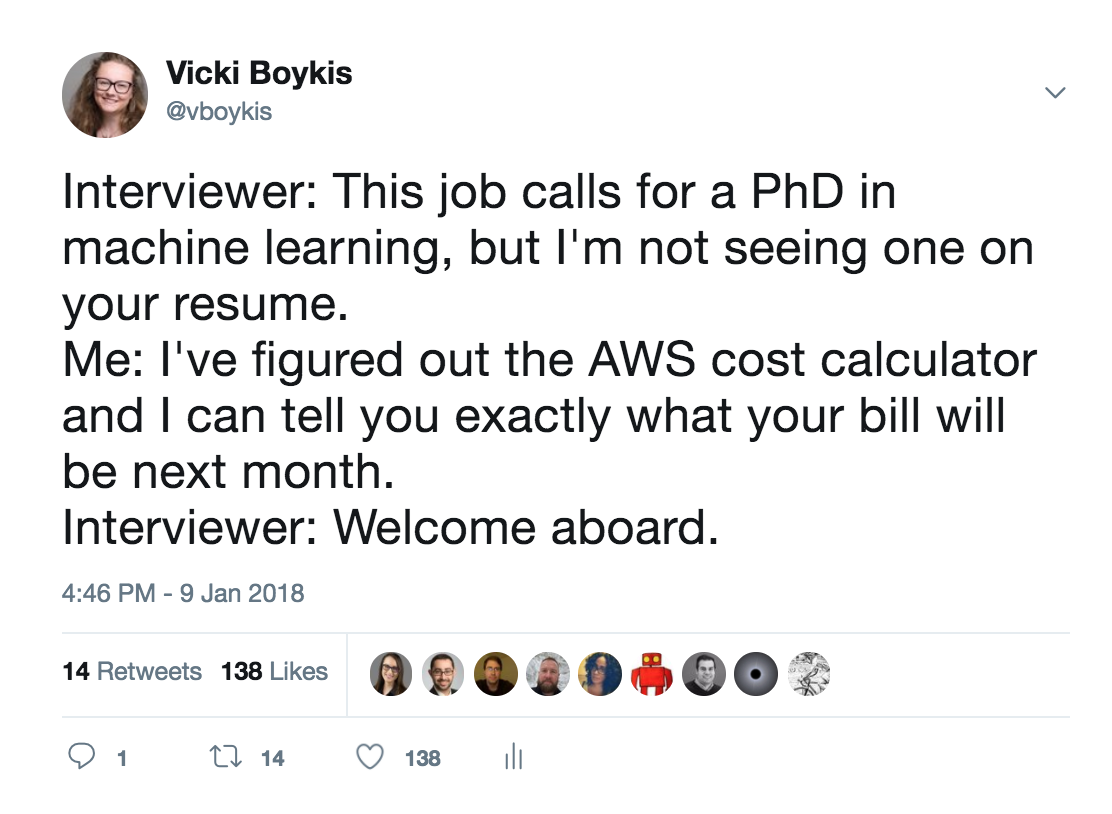 Vicki Boykis
@vboykis
Interviewer: This job calls for a PhD in
machine learning, but I'm not seeing one on
your resume.
Me: I've figured out the AWS cost calculator
and I can tell you exactly what your bill will
be next month.
Interviewer: Welcome aboard.
4:46 PM - 9 Jan 2018
14 Retweets 138 Likes
1 14 138